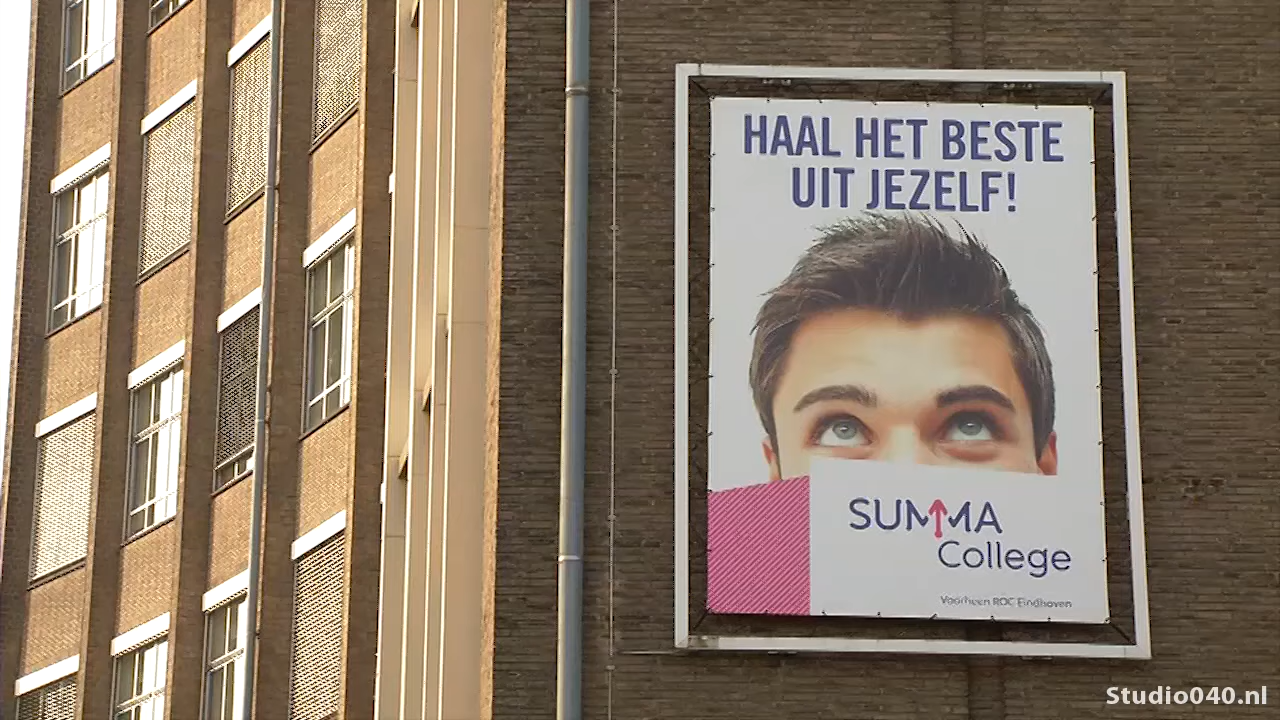 HAAL HET BESTE
UIT JEZELF!
SUMMA
College
Voorheen ROC Eindhoven
Studio040.nl